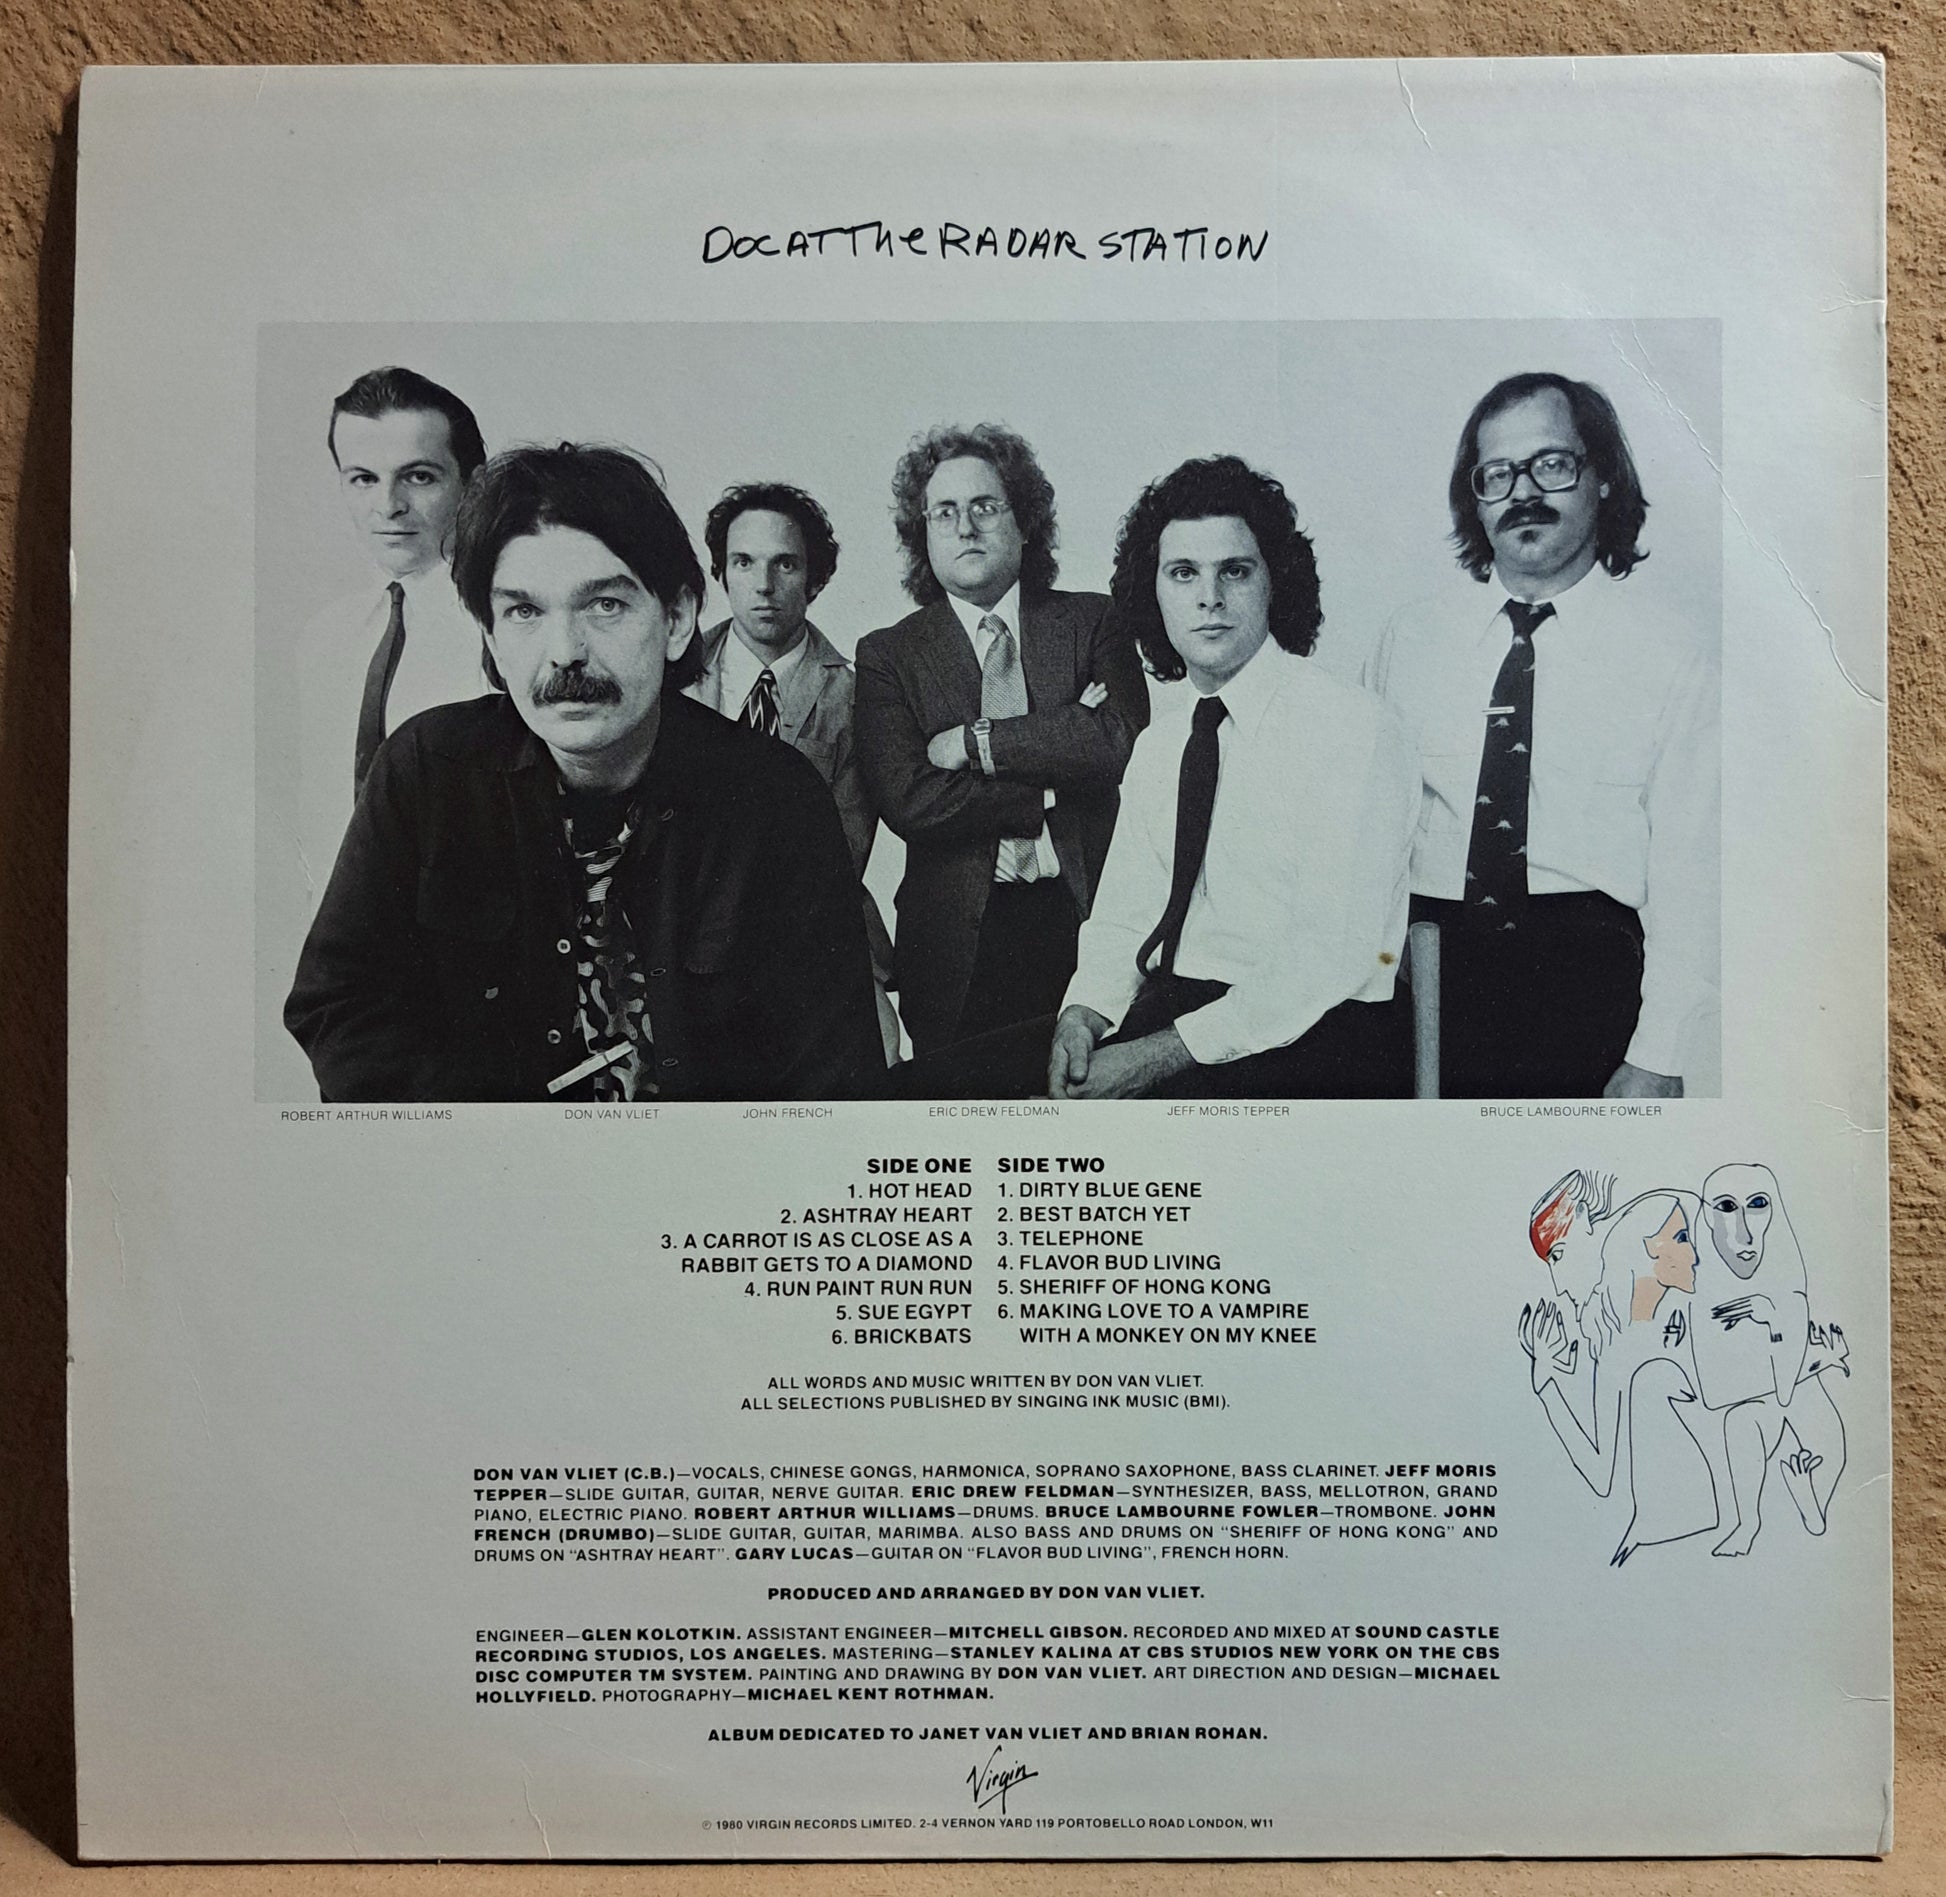 DOC AT THE RADAR STATION
ROBERT ARTHUR WILLIAMS DON VAN VLIET JOHN FRENCH ERIC DREW FELDMAN JEFF MORIS TEPPER BRUCE LAMBOURNE FOWLER
SIDE ONE
1. HOT HEAD
2. ASHTRAY HEART
3. A CARROT IS AS CLOSE AS A
RABBIT GETS TO A DIAMOND
4. RUN PAINT RUN RUN
5. SUE EGYPT
6. BRICKBATS
SIDE TWO
1. DIRTY BLUE GENE
2. BEST BATCH YET
3. TELEPHONE
4. FLAVOR BUD LIVING
5. SHERIFF OF HONG KONG
6. MAKING LOVE TO A VAMPIRE
WITH A MONKEY ON MY KNEE
ALL WORDS AND MUSIC WRITTEN BY DON VAN VLIET.
ALL SELECTIONS PUBLISHED BY SINGING INK MUSIC (BMI).
DON VAN VLIET (C.B.)—VOCALS, CHINESE GONGS, HARMONICA, SOPRANO SAXOPHONE, BASS CLARINET. JEFF MORIS
TEPPER—SLIDE GUITAR, GUITAR, NERVE GUITAR. ERIC DREW FELDMAN—SYNTHESIZER, BASS, MELLOTRON, GRAND
PIANO, ELECTRIC PIANO. ROBERT ARTHUR WILLIAMS—DRUMS. BRUCE LAMBOURNE FOWLER—TROMBONE. JOHN
FRENCH (DRUMBO)—SLIDE GUITAR, GUITAR, MARIMBA. ALSO BASS AND DRUMS ON "SHERIFF OF HONG KONG" AND
DRUMS ON "ASHTRAY HEART". GARY LUCAS—GUITAR ON "FLAVOR BUD LIVING", FRENCH HORN.
PRODUCED AND ARRANGED BY DON VAN VLIET.
ENGINEER—GLEN KOLOTKIN. ASSISTANT ENGINEER—MITCHELL GIBSON. RECORDED AND MIXED AT SOUND CASTLE
RECORDING STUDIOS, LOS ANGELES. MASTERING—STANLEY KALINA AT CBS STUDIOS NEW YORK ON THE CBS
DISC COMPUTER TM SYSTEM. PAINTING AND DRAWING BY DON VAN VLIET. ART DIRECTION AND DESIGN—MICHAEL
HOLLYFIELD. PHOTOGRAPHY—MICHAEL KENT ROTHMAN.
ALBUM DEDICATED TO JANET VAN VLIET AND BRIAN ROHAN.
Virgin
℗ 1980 VIRGIN RECORDS LIMITED. 2-4 VERNON YARD 119 PORTOBELLO ROAD LONDON, W11